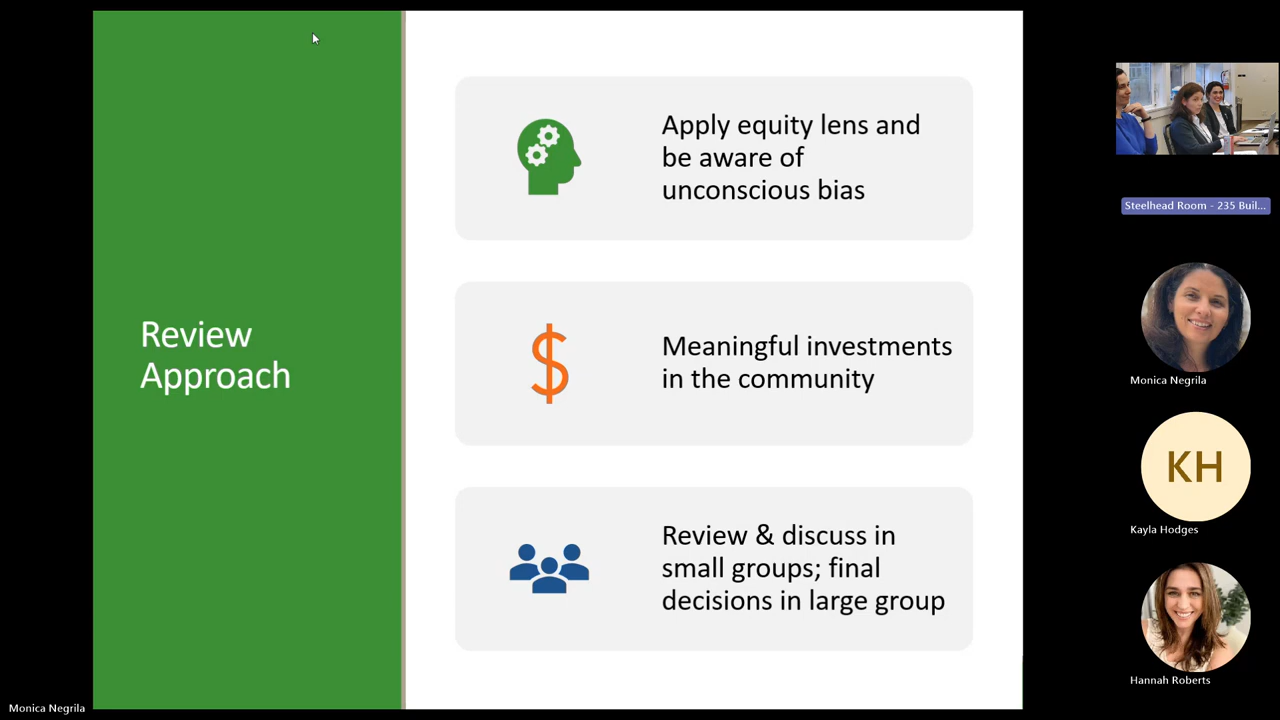 Review
Approach
Apply equity lens and
be aware of
unconscious bias
$
Meaningful investments
in the community
Review & discuss in
small groups; final
decisions in large group
Steelhead Room - 235 Buil...
Monica Negrila
KH
Kayla Hodges
Hannah Roberts
Monica Negrila